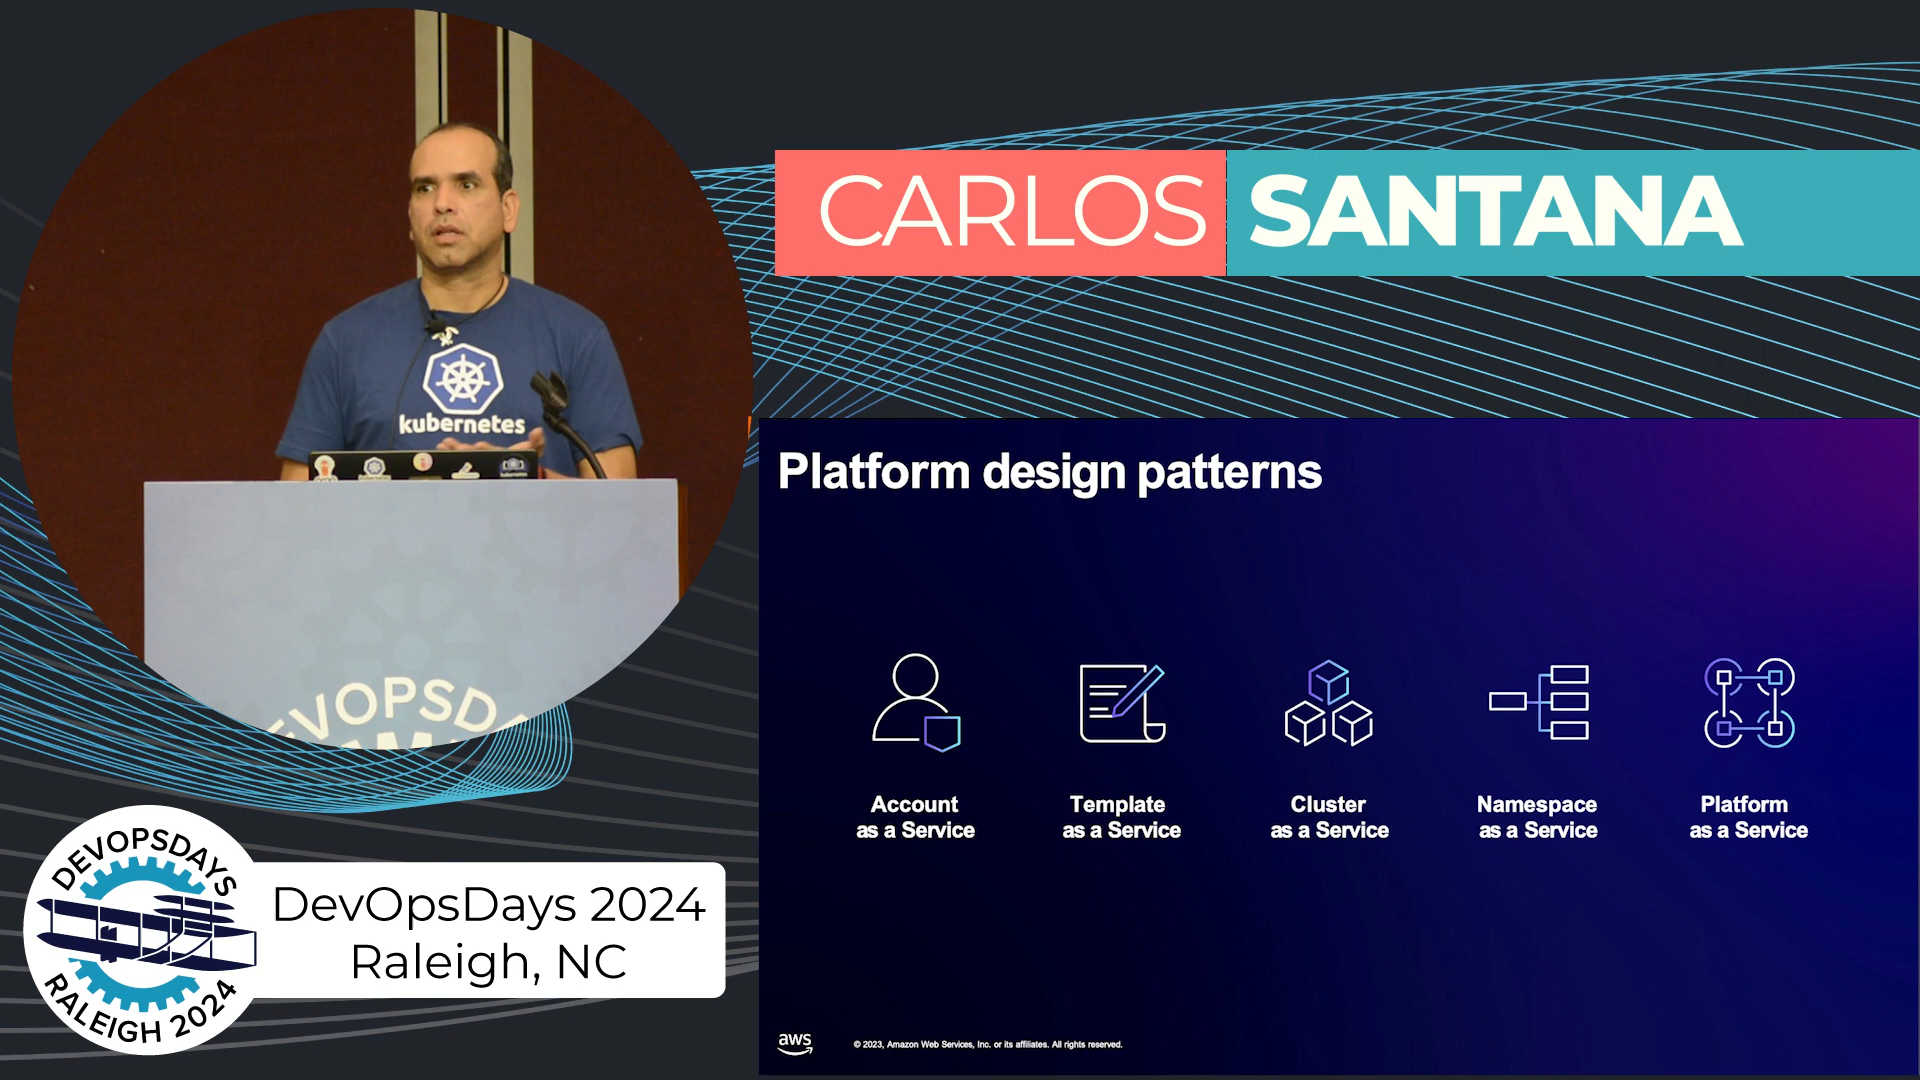 CARLOS SANTANA
kubernetes
kubernetes
EVOPSDA
Platform design patterns
Account
as a Service
Template
as a Service
Cluster
as a Service
Namespace
as a Service
Platform
as a Service
aws
© 2023, Amazon Web Services, Inc. or its affiliates. All rights reserved.
DEVOPSDAYS
RALEIGH 2024
DevOpsDays 2024
Raleigh, NC